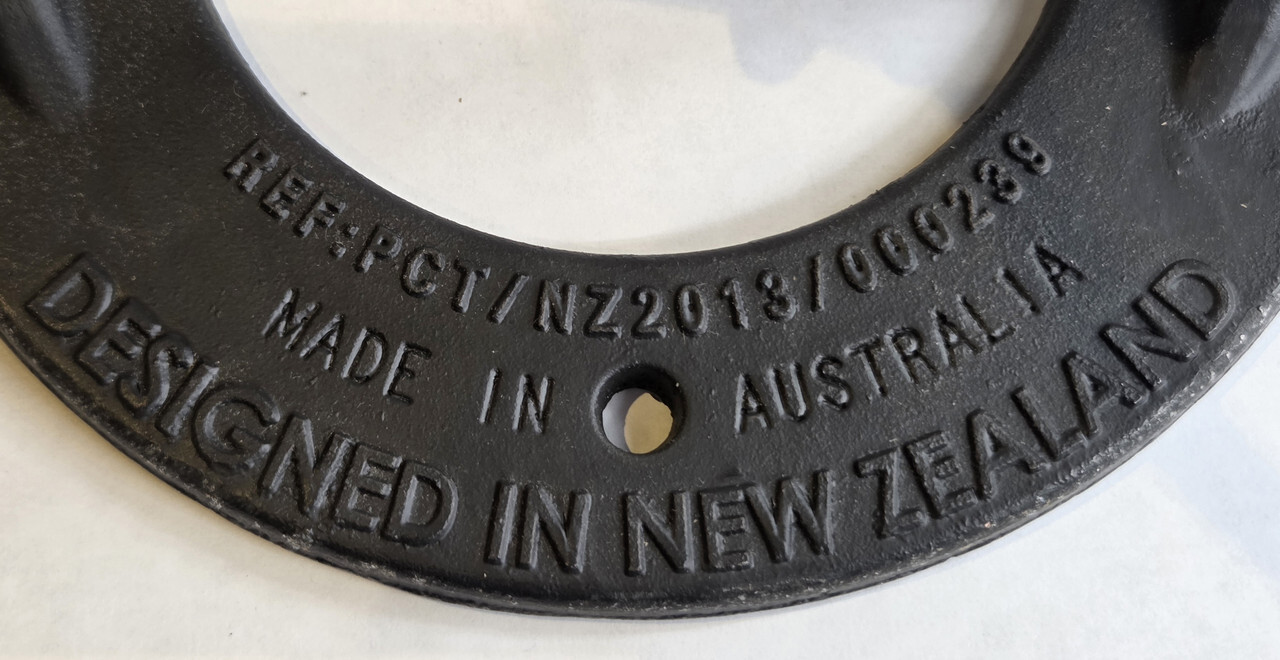 REF:PCT/NZ2013/000239
MADE IN AUSTRALIA
DESIGNED IN NEW ZEALAND